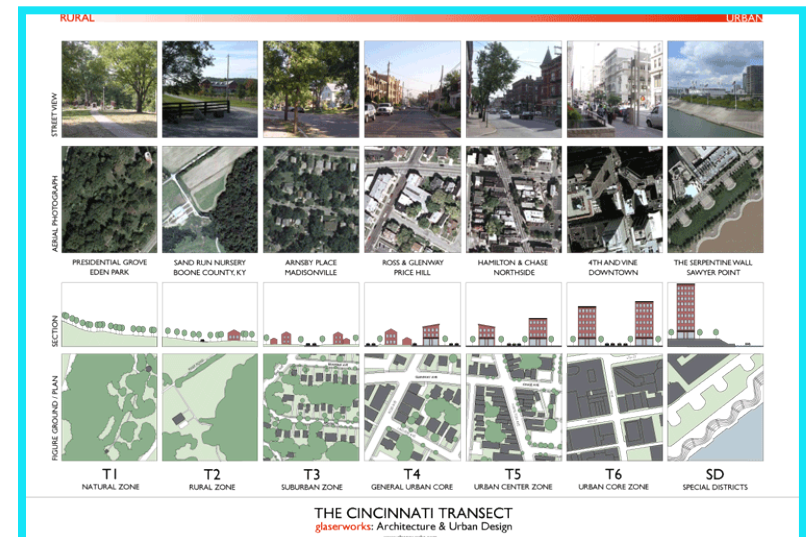 RURAL
URBAN
STREET VIEW
AERIAL PHOTOGRAPH
PRESIDENTIAL GROVE
EDEN PARK
SAND RUN NURSERY
BOONE COUNTY, KY
ARNSBY PLACE
MADISONVILLE
ROSS & GLENWAY
PRICE HILL
HAMILTON & CHASE
NORTHSIDE
4TH AND VINE
DOWNTOWN
THE SERPENTINE WALL
SAWYER POINT
SECTION
FIGURE GROUND / PLAN
T1
NATURAL ZONE
T2
RURAL ZONE
T3
SUBURBAN ZONE
T4
GENERAL URBAN CORE
T5
URBAN CENTER ZONE
T6
URBAN CORE ZONE
SD
SPECIAL DISTRICTS
THE CINCINNATI TRANSECT
glaserworks: Architecture & Urban Design